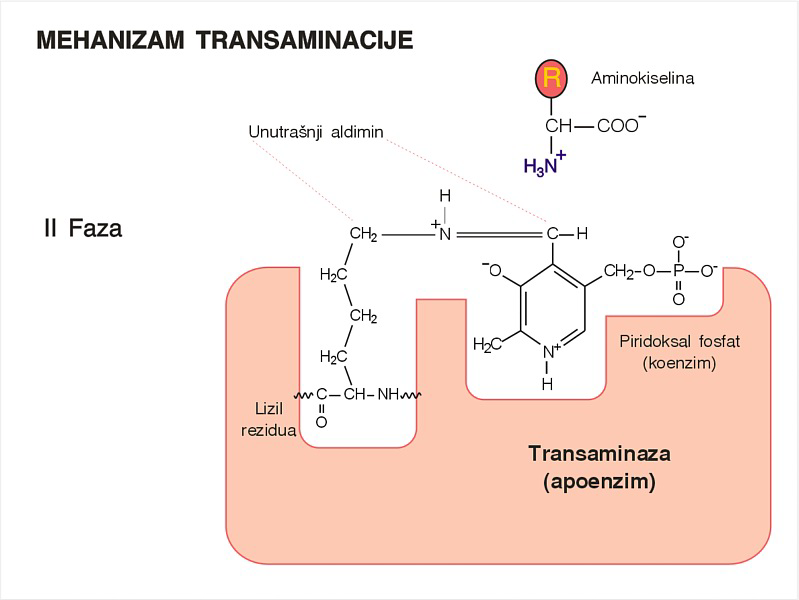 MEHANIZAM TRANSAMINACIJE
R
Aminokiselina
CH—COO⁻
H₃N⁺
Unutrašnji aldimin
II Faza
H
CH₂ N⁺ C—H
O⁻
H₂C ⁻O CH₂-O-P-O⁻
O
CH₂
H₂C H₂C N⁺
Piridoksal fosfat
(koenzim)
H
C—CH-NH
O
Lizil
rezidua
Transaminaza
(apoenzim)